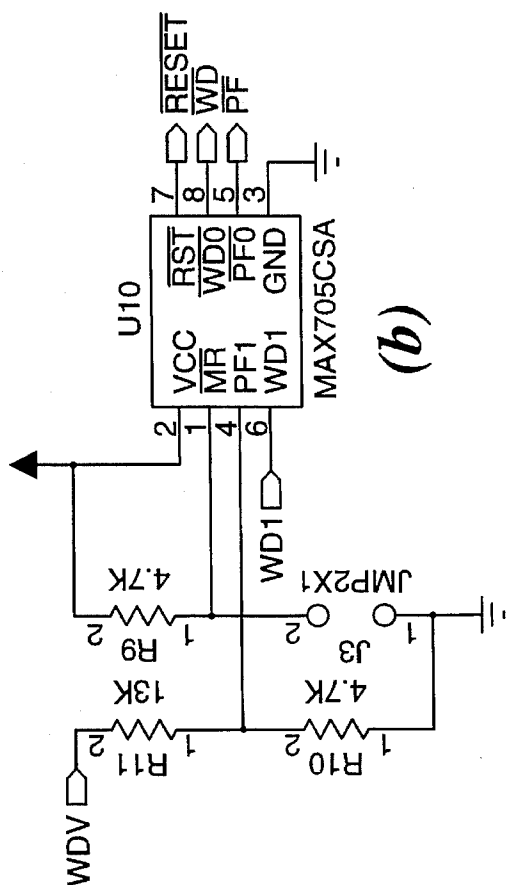 U10
MAX705CSA
VCC
MR
PF1
WD1
RST
WD0
PF0
GND
2
1
4
6
7
8
5
3
RESET
WD
PF
WD1
R9
4.7K
2
1
R11
13K
2
1
R10
4.7K
2
1
J3
JMP2X1
2
1
WDV
(b)